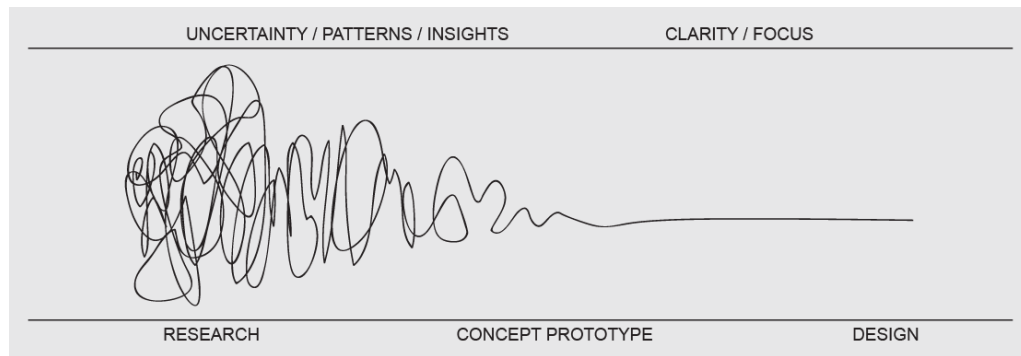 UNCERTAINTY / PATTERNS / INSIGHTS CLARITY / FOCUS
RESEARCH CONCEPT PROTOTYPE DESIGN